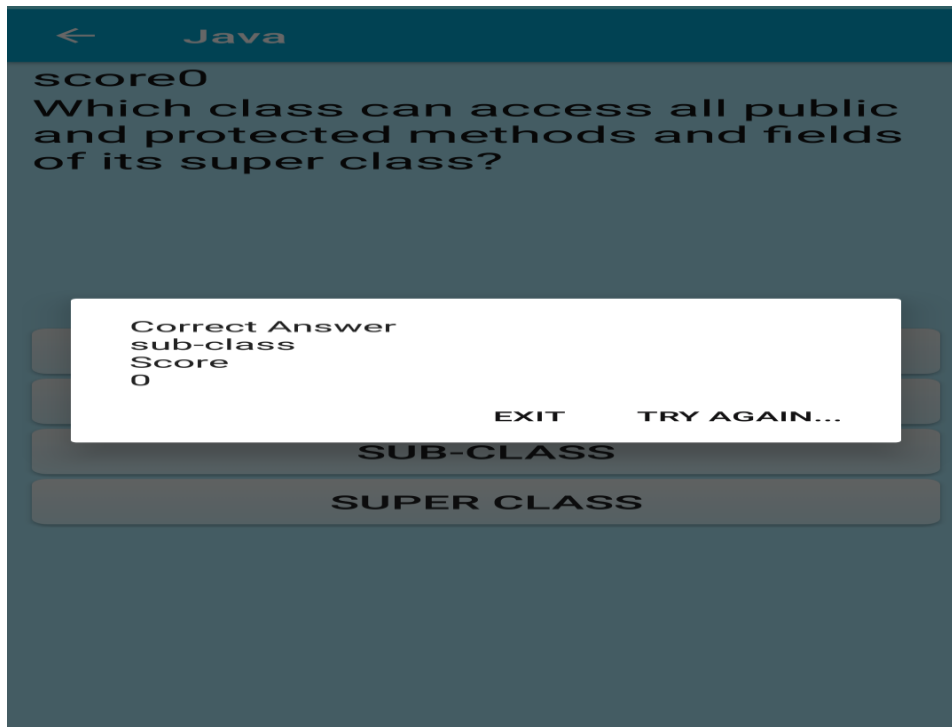 Java
score0
Which class can access all public
and protected methods and fields
of its super class?
Correct Answer
sub-class
Score
0
EXIT TRY AGAIN...
SUB-CLASS
SUPER CLASS